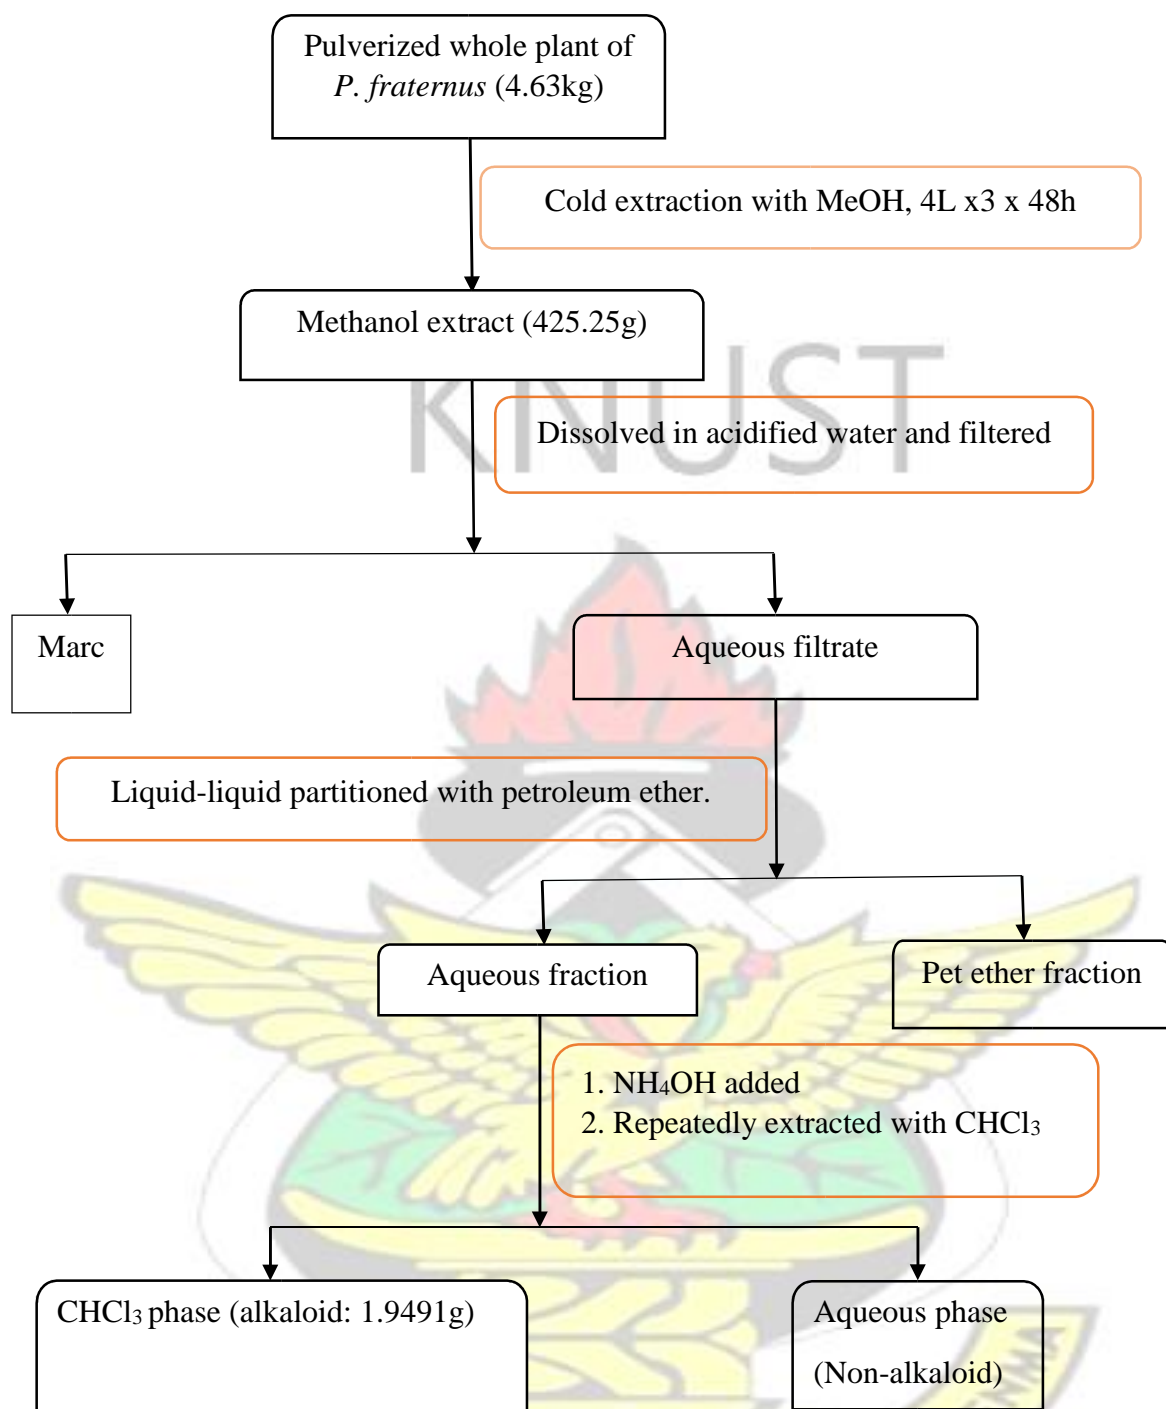 Pulverized whole plant of
P. fraternus (4.63kg)
Cold extraction with MeOH, 4L x3 x 48h
Methanol extract (425.25g)
KNUST
Dissolved in acidified water and filtered
Marc
Aqueous filtrate
Liquid-liquid partitioned with petroleum ether.
Aqueous fraction
Pet ether fraction
1. NH₄OH added
2. Repeatedly extracted with CHCl₃
CHCl₃ phase (alkaloid: 1.9491g)
Aqueous phase
(Non-alkaloid)